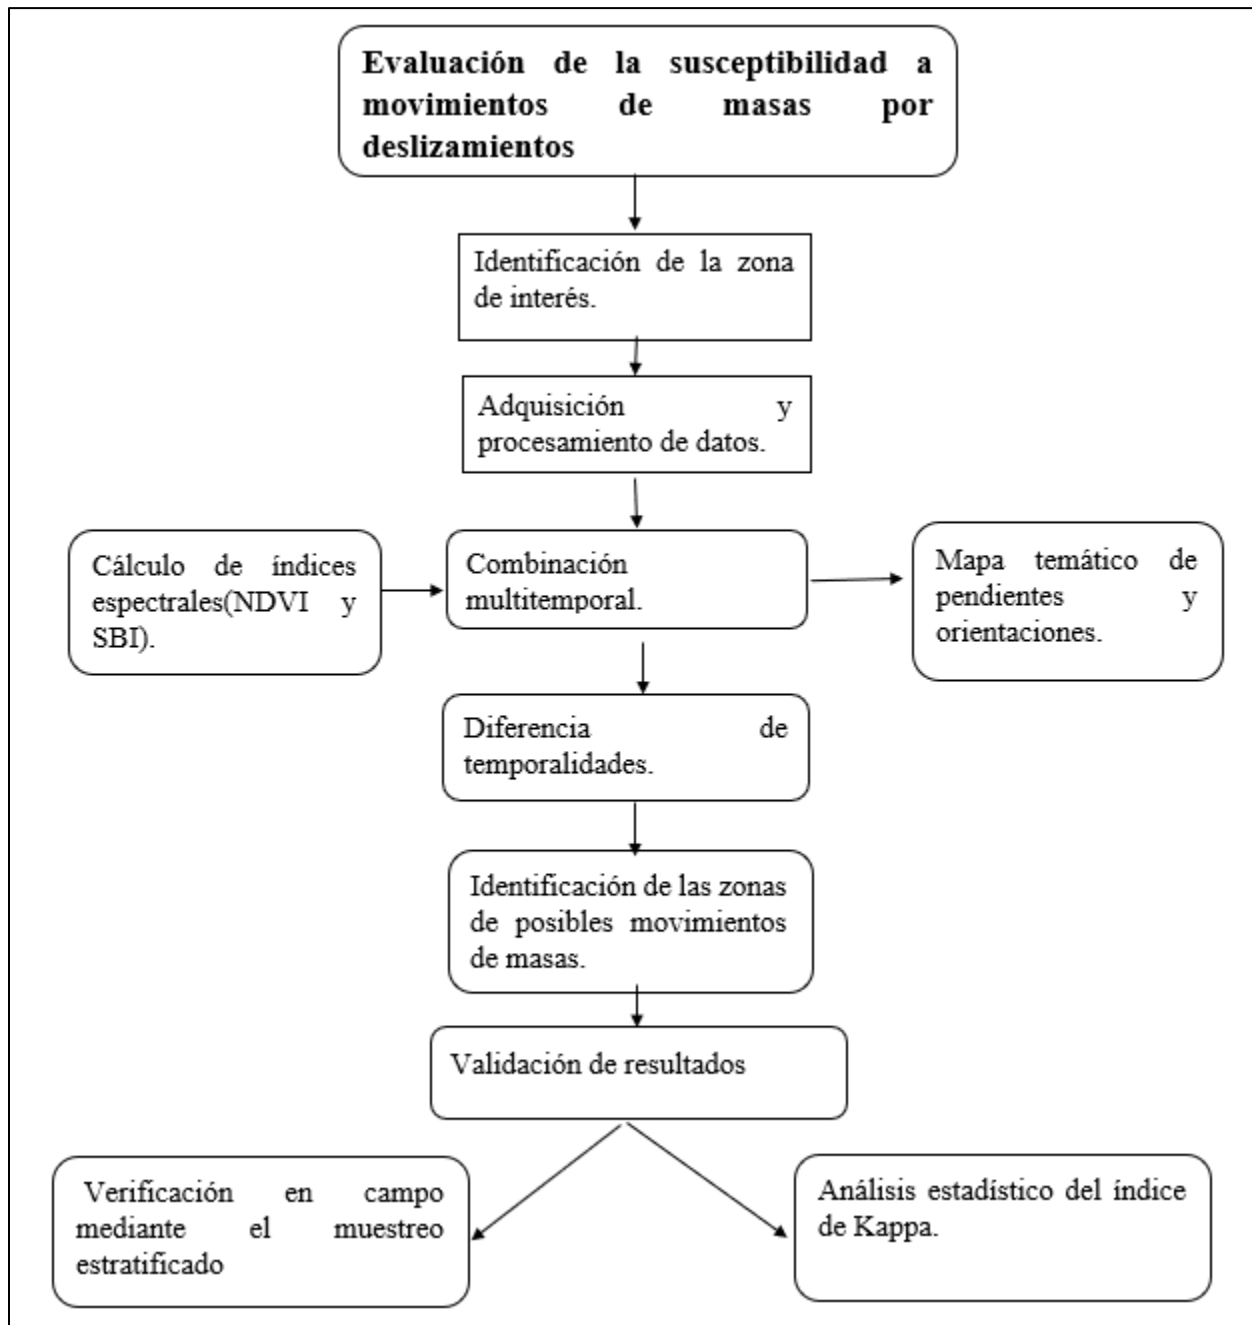 Evaluación de la susceptibilidad a
movimientos de masas por
deslizamientos
Identificación de la zona
de interés.
Adquisición y
procesamiento de datos.
Cálculo de índices
espectrales(NDVI y
SBI).
Combinación
multitemporal.
Mapa temático de
pendientes y
orientaciones.
Diferencia de
temporalidades.
Identificación de las zonas
de posibles movimientos
de masas.
Validación de resultados
Verificación en campo
mediante el muestreo
estratificado
Análisis estadístico del índice
de Kappa.